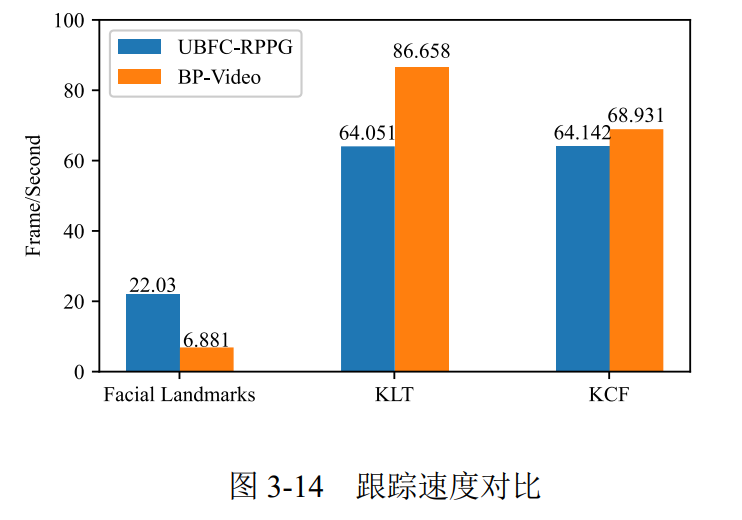 100
80
60
40
20
0
Frame/Second
UBFC-RPPG
BP-Video
22.03
6.881
64.051
86.658
64.142
68.931
Facial Landmarks
KLT
KCF
图 3-14 跟踪速度对比